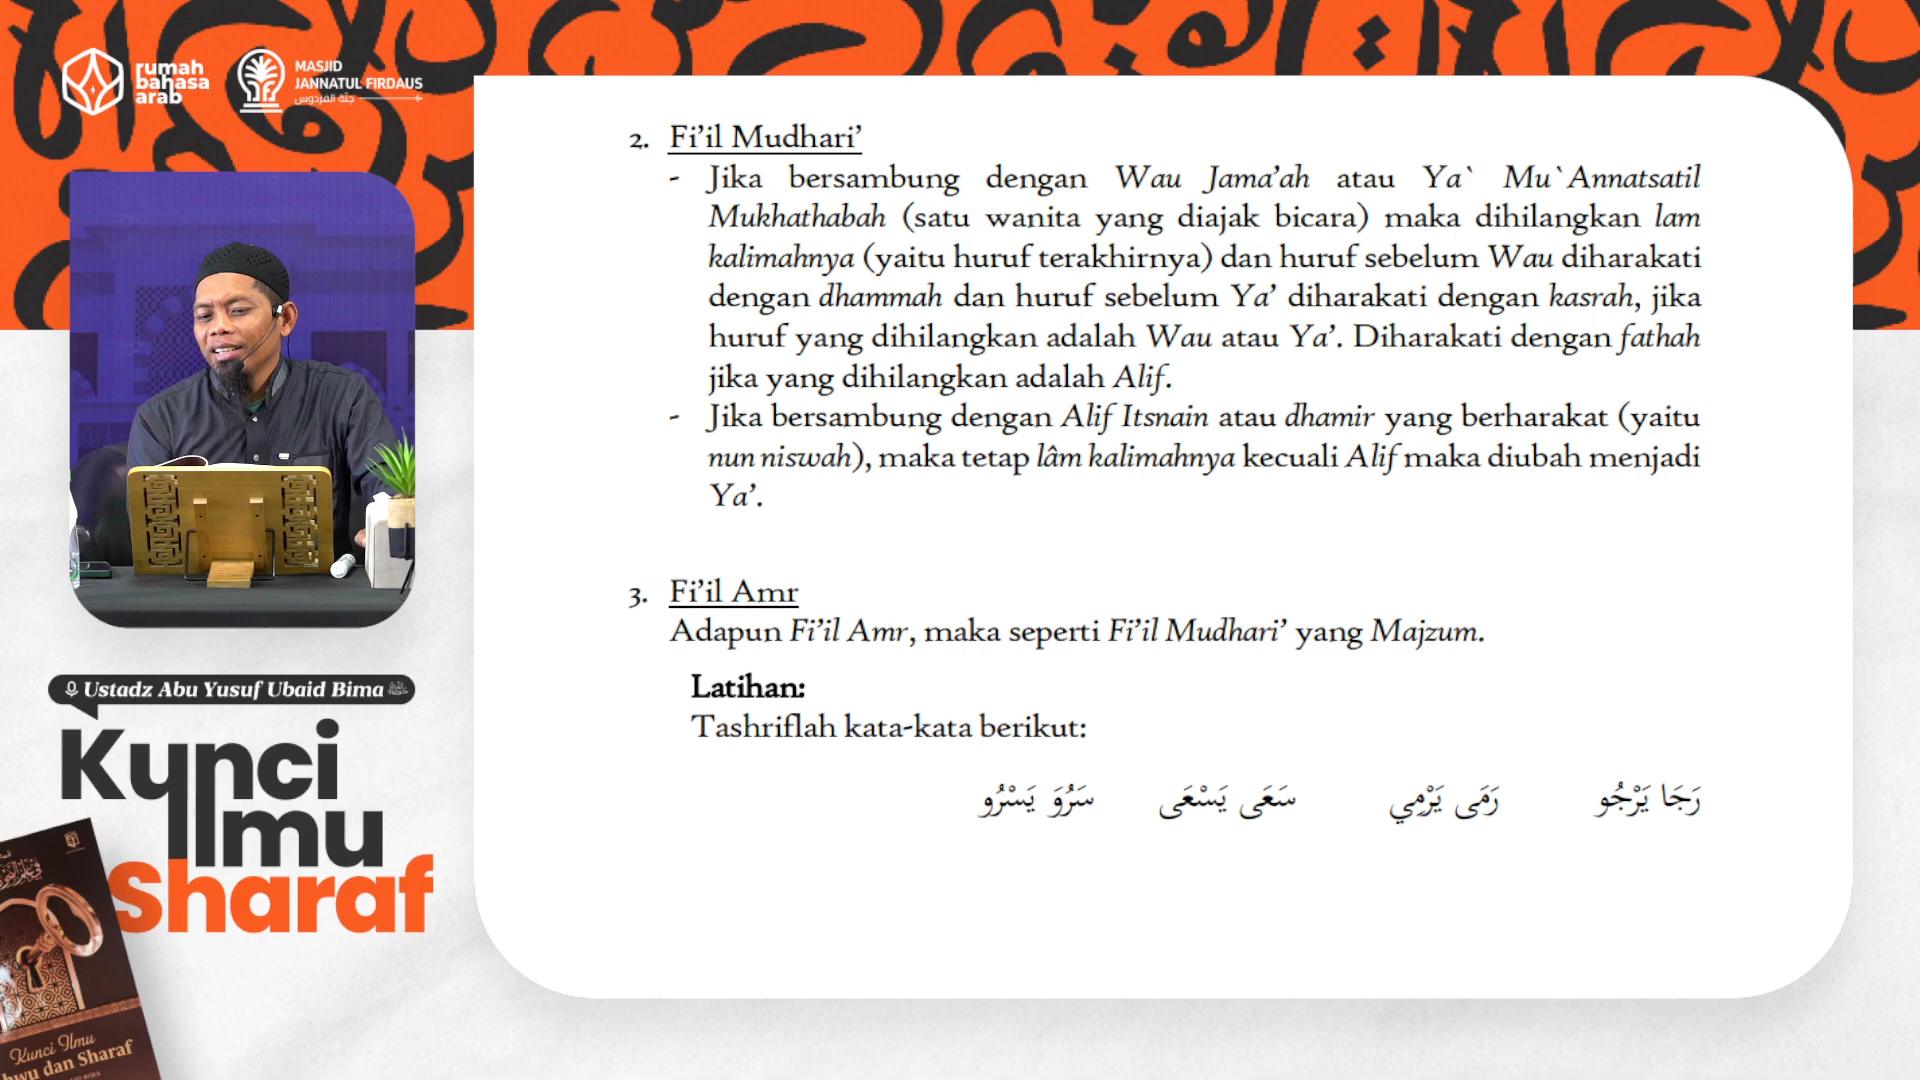 rumah
bahasa
arab
MASJID
JANNATUL FIRDAUS
جنّة الفردوس
2. Fi’il Mudhari’
- Jika bersambung dengan Wau Jama’ah atau Ya` Mu`Annatsatil
Mukhathabah (satu wanita yang diajak bicara) maka dihilangkan lam
kalimahnya (yaitu huruf terakhirnya) dan huruf sebelum Wau diharakati
dengan dhammah dan huruf sebelum Ya’ diharakati dengan kasrah, jika
huruf yang dihilangkan adalah Wau atau Ya’. Diharakati dengan fathah
jika yang dihilangkan adalah Alif.
- Jika bersambung dengan Alif Itsnain atau dhamir yang berharakat (yaitu
nun niswah), maka tetap lâm kalimahnya kecuali Alif maka diubah menjadi
Ya’.
3. Fi’il Amr
Adapun Fi’il Amr, maka seperti Fi’il Mudhari’ yang Majzum.
Latihan:
Tashriflah kata-kata berikut:
رَجَا يَرْجُو رَمَى يَرْمِي سَعَى يَسْعَى سَرُوَ يَسْرُو
Ustadz Abu Yusuf Ubaid Bima
Kunci
Ilmu
Sharaf
Kunci Ilmu
hwu dan Sharaf